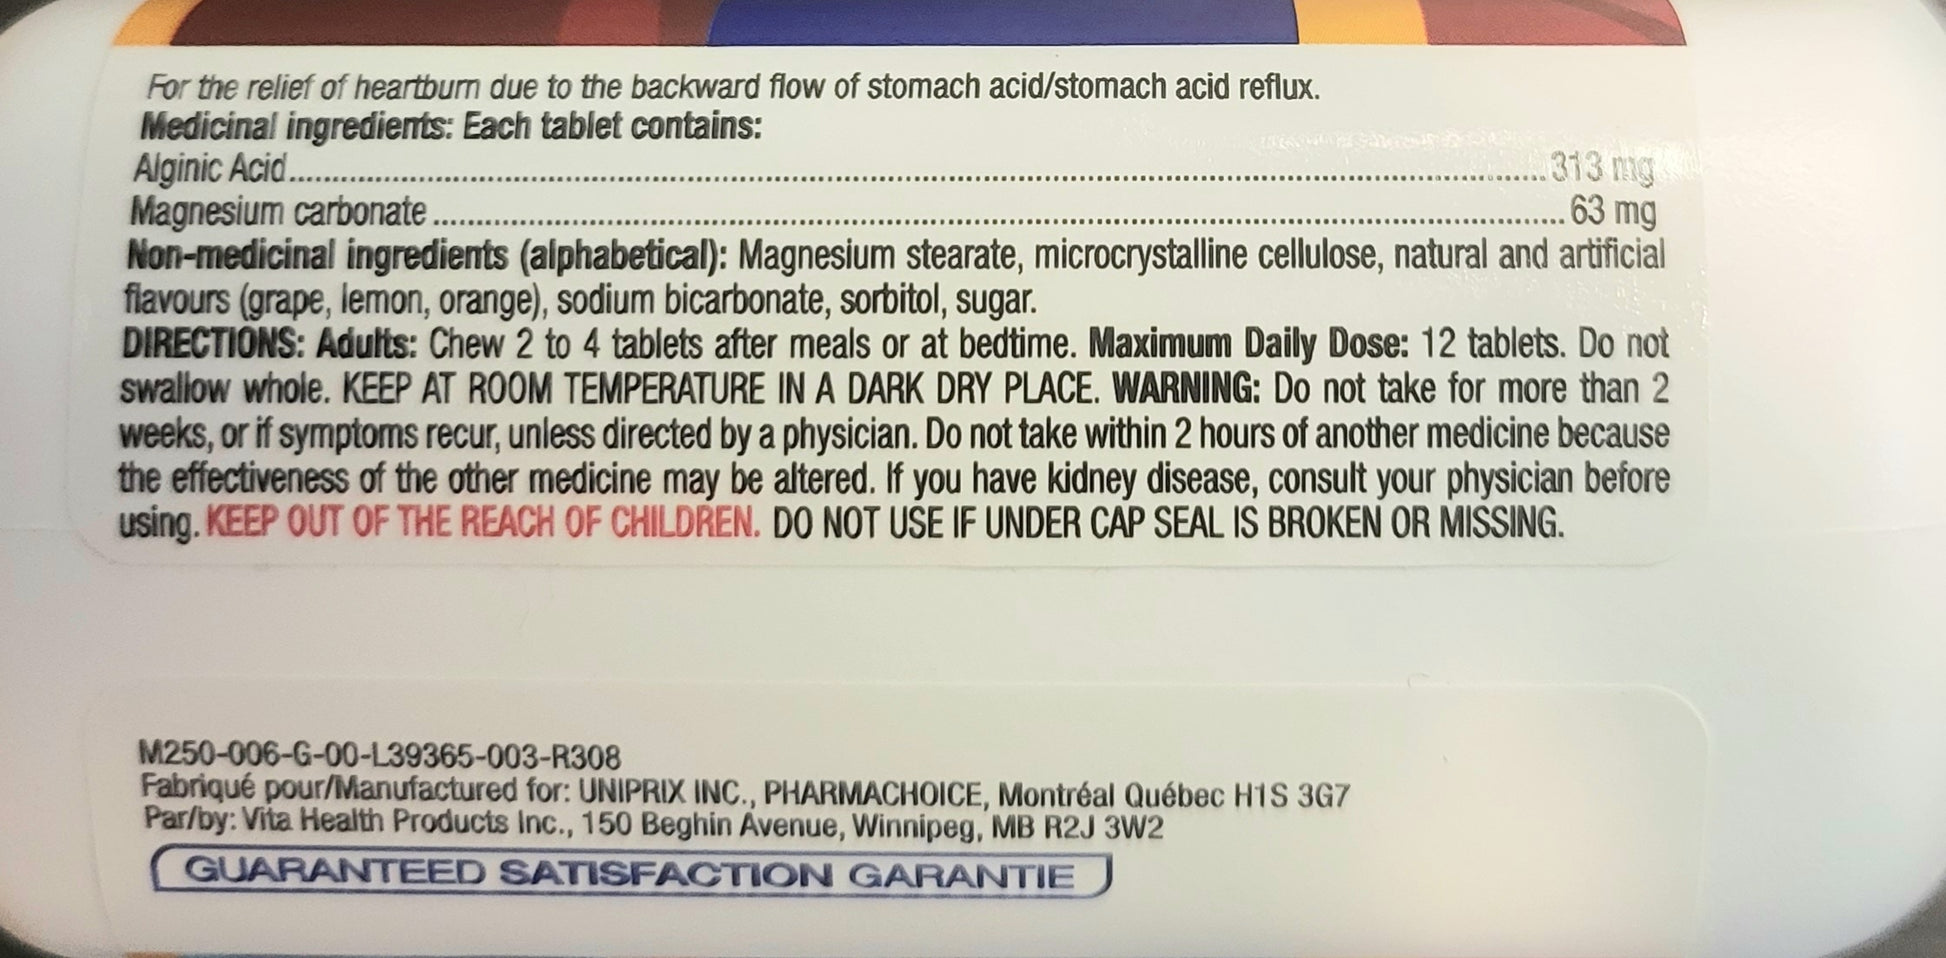 For the relief of heartburn due to the backward flow of stomach acid/stomach acid reflux.
Medicinal ingredients: Each tablet contains:
Alginic Acid........................................................................................................................313 mg
Magnesium carbonate........................................................................................................63 mg
Non-medicinal ingredients (alphabetical): Magnesium stearate, microcrystalline cellulose, natural and artificial
flavours (grape, lemon, orange), sodium bicarbonate, sorbitol, sugar.
DIRECTIONS: Adults: Chew 2 to 4 tablets after meals or at bedtime. Maximum Daily Dose: 12 tablets. Do not
swallow whole. KEEP AT ROOM TEMPERATURE IN A DARK DRY PLACE. WARNING: Do not take for more than 2
weeks, or if symptoms recur, unless directed by a physician. Do not take within 2 hours of another medicine because
the effectiveness of the other medicine may be altered. If you have kidney disease, consult your physician before
using. KEEP OUT OF THE REACH OF CHILDREN. DO NOT USE IF UNDER CAP SEAL IS BROKEN OR MISSING.
M250-006-G-00-L39365-003-R308
Fabriqué pour/Manufactured for: UNIPRIX INC., PHARMACHOICE, Montréal Québec H1S 3G7
Par/by: Vita Health Products Inc., 150 Beghin Avenue, Winnipeg, MB R2J 3W2
GUARANTEED SATISFACTION GARANTIE